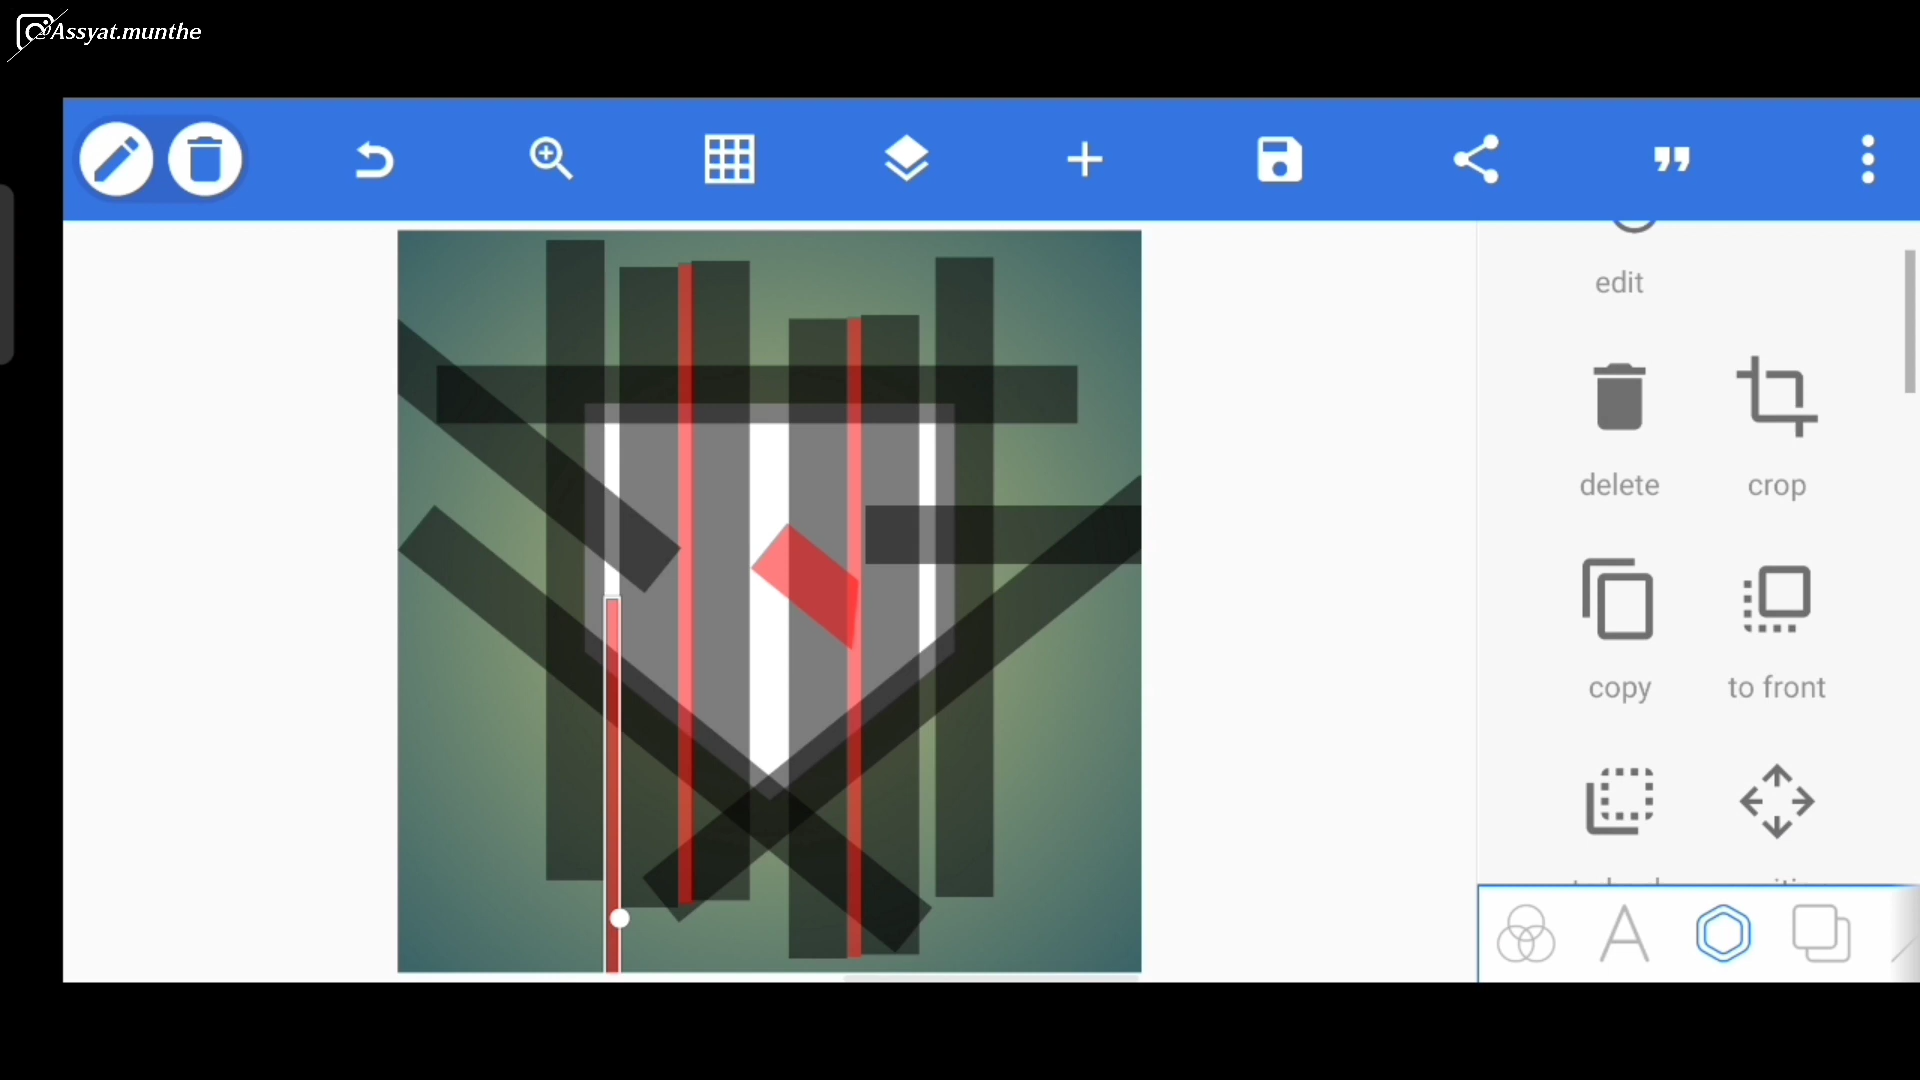 @Assyat.munthe
edit
delete
crop
copy
to front